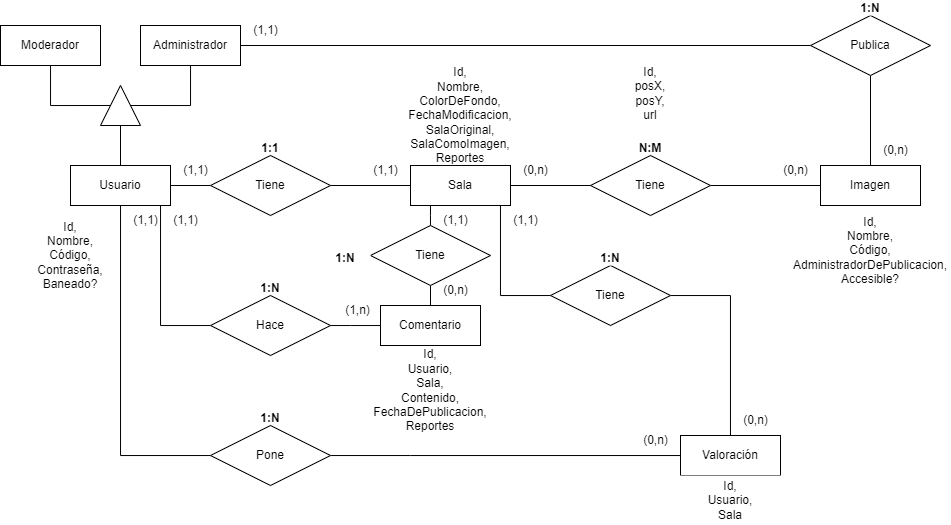 1:N
Moderador
Administrador
(1,1)
Publica
Id,
Nombre,
ColorDeFondo,
FechaModificacion,
SalaOriginal,
SalaComoImagen,
Reportes
Id,
posX,
posY,
url
1:1
N:M
(0,n)
Usuario
(1,1)
Tiene
(1,1)
Sala
(0,n)
Tiene
(0,n)
Imagen
Id,
Nombre,
Código,
Contraseña,
Baneado?
(1,1)
(1,1)
(1,1)
(1,1)
Id,
Nombre,
Código,
AdministradorDePublicacion,
Accesible?
1:N
Tiene
(0,n)
1:N
Tiene
1:N
Hace
(1,n)
Comentario
Id,
Usuario,
Sala,
Contenido,
FechaDePublicacion,
Reportes
1:N
Pone
(0,n)
(0,n)
Valoración
Id,
Usuario,
Sala